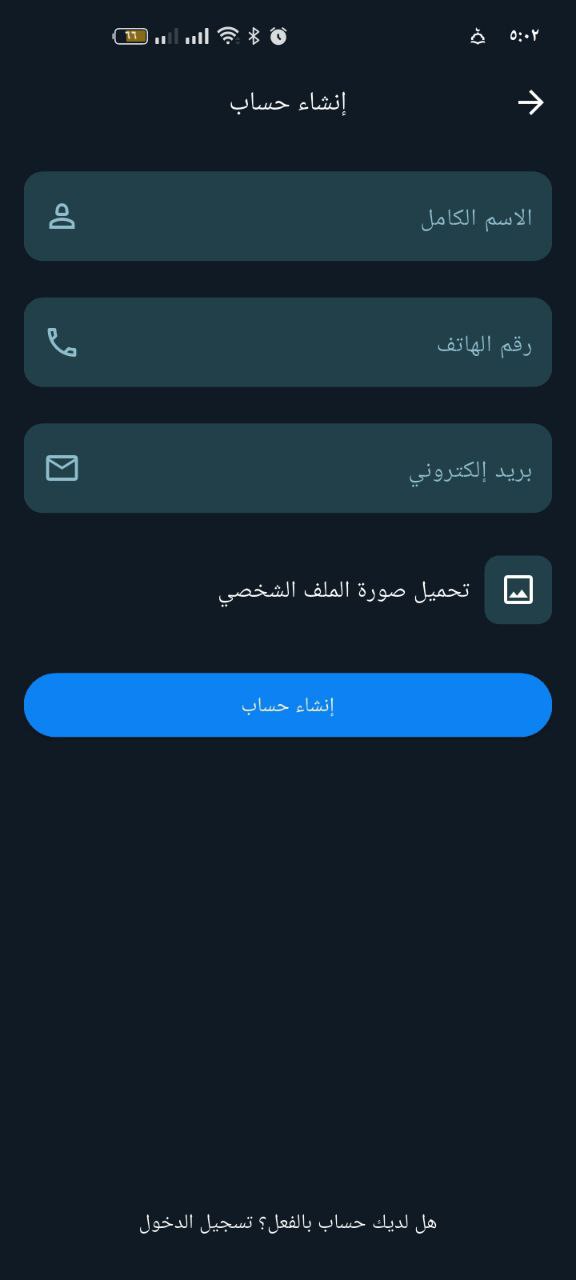 ٥:٠٢
٦٦
إنشاء حساب
الاسم الكامل
رقم الهاتف
بريد إلكتروني
تحميل صورة الملف الشخصي
إنشاء حساب
هل لديك حساب بالفعل؟ تسجيل الدخول